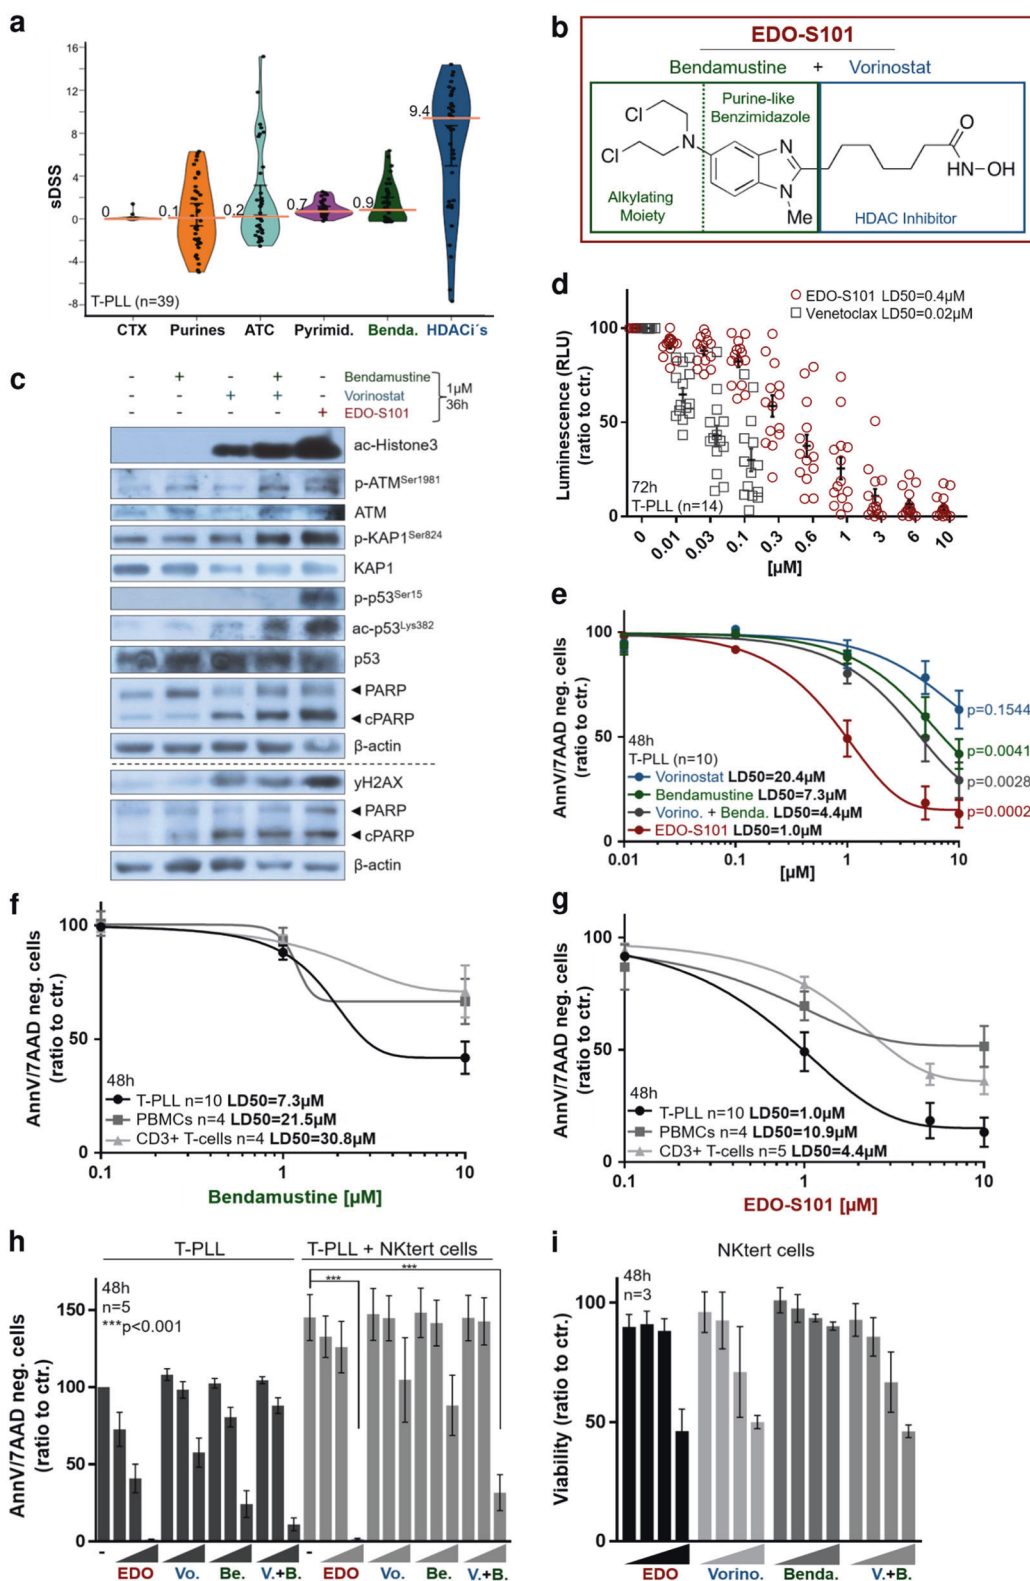 a
sDSS
16
12
8
4
0
-4
-8
0
0.1
0.2
0.7
0.9
9.4
T-PLL (n=39)
CTX Purines ATC Pyrimid. Benda. HDACi´s
b
EDO-S101
Bendamustine + Vorinostat
Purine-like
Benzimidazole
Cl
Cl
N
N
N
Me
O
HN-OH
Alkylating
Moiety
HDAC Inhibitor
c
- + - + - Bendamustine
- - + + - Vorinostat
- - - - + EDO-S101
1µM
36h
ac-Histone3
p-ATMSer1981
ATM
p-KAP1Ser824
KAP1
p-p53Ser15
ac-p53Lys382
p53
PARP
cPARP
β-actin
yH2AX
PARP
cPARP
β-actin
d
EDO-S101 LD50=0.4µM
Venetoclax LD50=0.02µM
Luminescence (RLU)
(ratio to ctr.)
100
50
0
72h
T-PLL (n=14)
0 0.01 0.03 0.1 0.3 0.6 1 3 6 10
[µM]
e
AnnV/7AAD neg. cells
(ratio to ctr.)
100
50
0
48h
T-PLL (n=10)
Vorinostat LD50=20.4µM
Bendamustine LD50=7.3µM
Vorino. + Benda. LD50=4.4µM
EDO-S101 LD50=1.0µM
p=0.1544
p=0.0041
p=0.0028
p=0.0002
0.01 0.1 1 10
[µM]
f
AnnV/7AAD neg. cells
(ratio to ctr.)
100
50
0
48h
T-PLL n=10 LD50=7.3µM
PBMCs n=4 LD50=21.5µM
CD3+ T-cells n=4 LD50=30.8µM
0.1 1 10
Bendamustine [µM]
g
AnnV/7AAD neg. cells
(ratio to ctr.)
100
50
0
48h
T-PLL n=10 LD50=1.0µM
PBMCs n=4 LD50=10.9µM
CD3+ T-cells n=5 LD50=4.4µM
0.1 1 10
EDO-S101 [µM]
h
T-PLL T-PLL + NKtert cells
AnnV/7AAD neg. cells
(ratio to ctr.)
150
100
50
0
48h
n=5
***p<0.001
***
***
- EDO Vo. Be. V.+B. - EDO Vo. Be. V.+B.
i
NKtert cells
Viability (ratio to ctr.)
100
50
0
48h
n=3
EDO Vorino. Benda. V.+B.